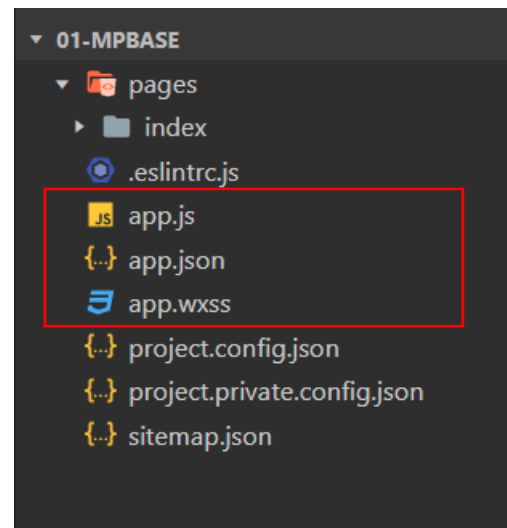 01-MPBASE
pages
index
.eslintrc.js
JS app.js
{...} app.json
app.wxss
{...} project.config.json
{...} project.private.config.json
{...} sitemap.json